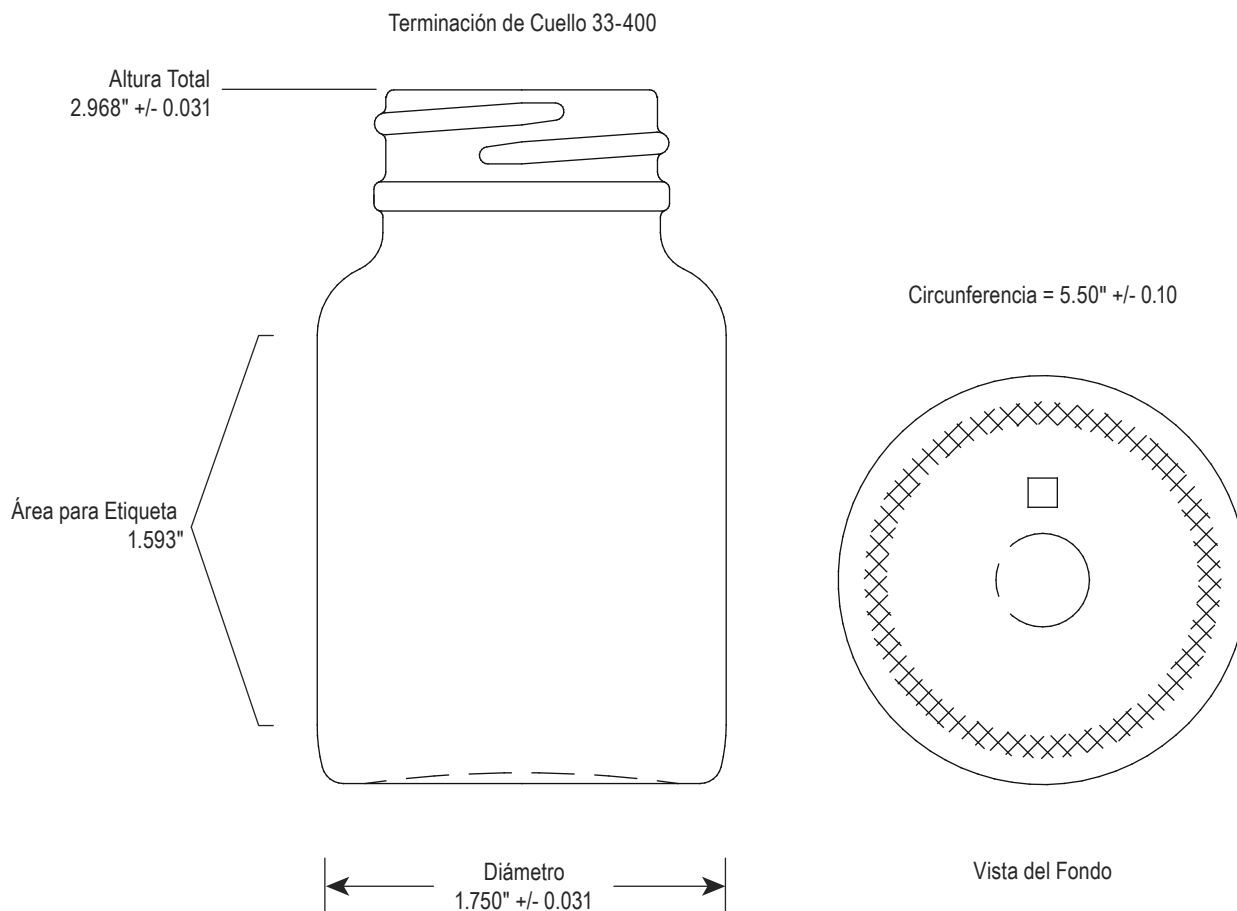 Terminación de Cuello 33-400
Altura Total
2.968" +/- 0.031
Circunferencia = 5.50" +/- 0.10
Área para Etiqueta
1.593"
Diámetro
1.750" +/- 0.031
Vista del Fondo